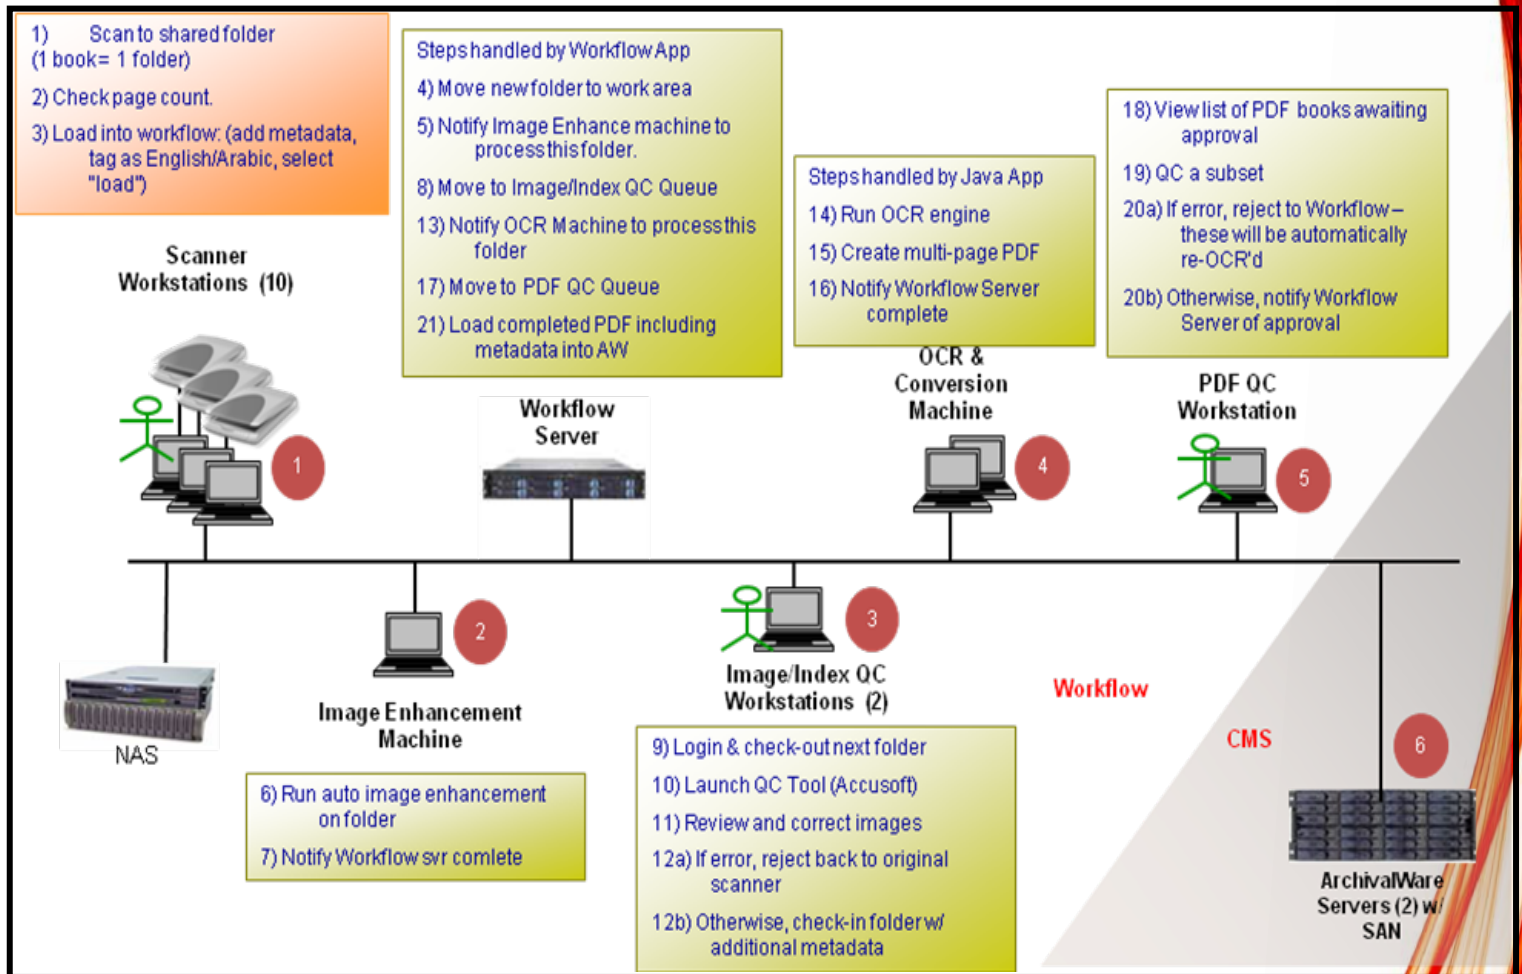 1) Scan to shared folder
(1 book= 1 folder)
2) Check page count.
3) Load into workflow: (add metadata,
tag as English/Arabic, select
"load")
Scanner
Workstations (10)
1
Steps handled by Workflow App
4) Move new folder to work area
5) Notify Image Enhance machine to
process this folder.
8) Move to Image/Index QC Queue
13) Notify OCR Machine to process this
folder
17) Move to PDF QC Queue
21) Load completed PDF including
metadata into AW
Workflow
Server
Steps handled by Java App
14) Run OCR engine
15) Create multi-page PDF
16) Notify Workflow Server
complete
OCR &
Conversion
Machine
4
18) View list of PDF books awaiting
approval
19) QC a subset
20a) If error, reject to Workflow –
these will be automatically
re-OCR'd
20b) Otherwise, notify Workflow
Server of approval
PDF QC
Workstation
5
NAS
2
Image Enhancement
Machine
6) Run auto image enhancement
on folder
7) Notify Workflow svr comlete
3
Image/Index QC
Workstations (2)
9) Login & check-out next folder
10) Launch QC Tool (Accusoft)
11) Review and correct images
12a) If error, reject back to original
scanner
12b) Otherwise, check-in folder w/
additional metadata
Workflow
CMS
6
ArchivalWare
Servers (2) w/
SAN